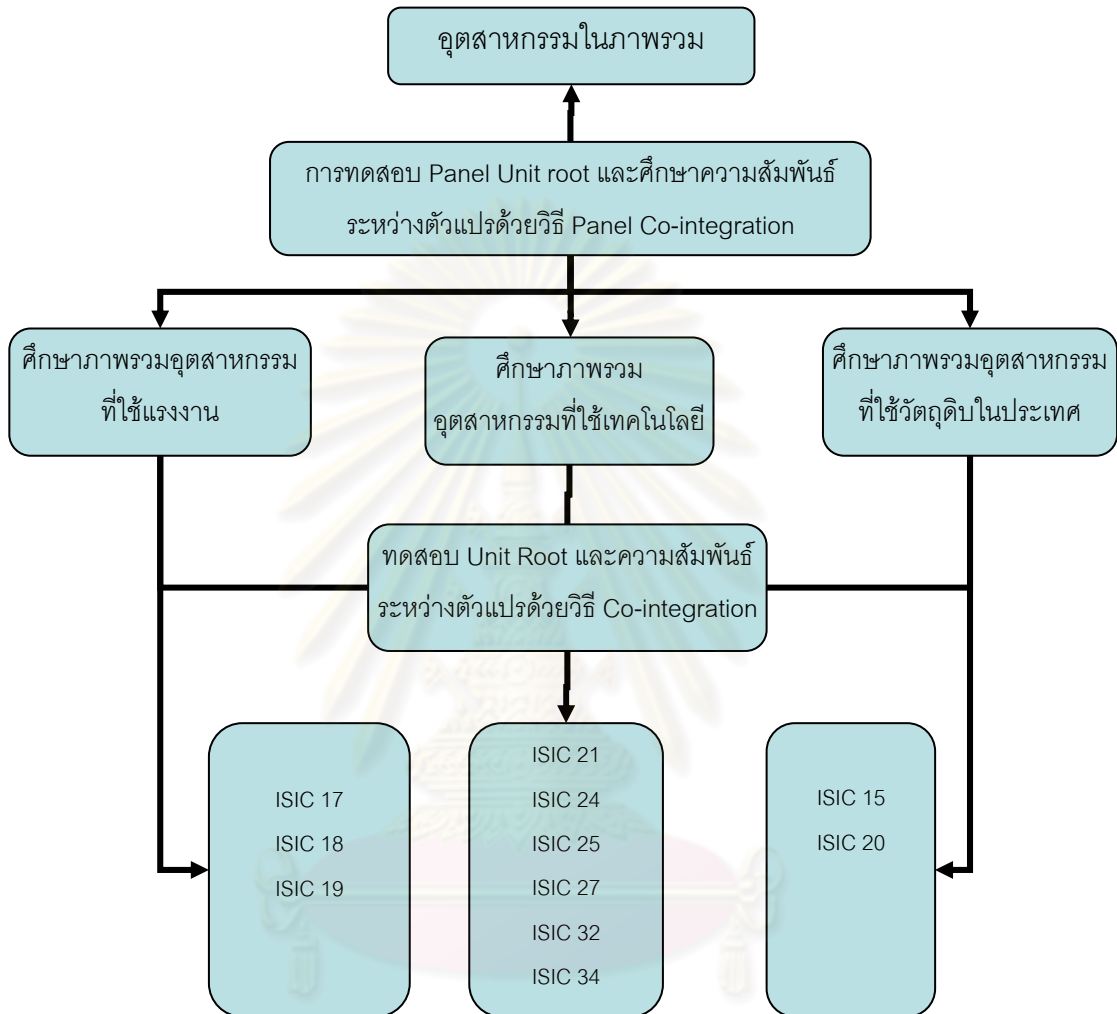 อุตสาหกรรมในภาพรวม
การทดสอบ Panel Unit root และศึกษาความสัมพันธ์
ระหว่างตัวแปรด้วยวิธี Panel Co-integration
ศึกษาภาพรวมอุตสาหกรรม
ที่ใช้แรงงาน
ศึกษาภาพรวม
อุตสาหกรรมที่ใช้เทคโนโลยี
ศึกษาภาพรวมอุตสาหกรรม
ที่ใช้วัตถุดิบในประเทศ
ทดสอบ Unit Root และความสัมพันธ์
ระหว่างตัวแปรด้วยวิธี Co-integration
ISIC 17
ISIC 18
ISIC 19
ISIC 21
ISIC 24
ISIC 25
ISIC 27
ISIC 32
ISIC 34
ISIC 15
ISIC 20